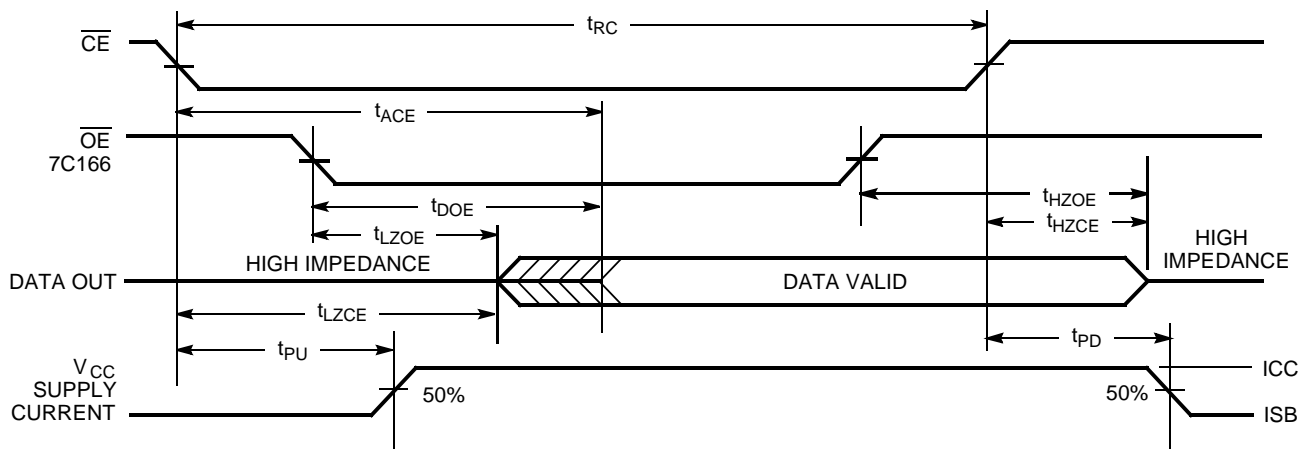 tRC
CE
tACE
OE
7C166
tHZOE
tDOE
tHZCE
tLZOE
HIGH IMPEDANCE
HIGH
IMPEDANCE
DATA OUT
DATA VALID
tLZCE
tPU
tPD
VCC
SUPPLY
CURRENT
50%
50%
ICC
ISB